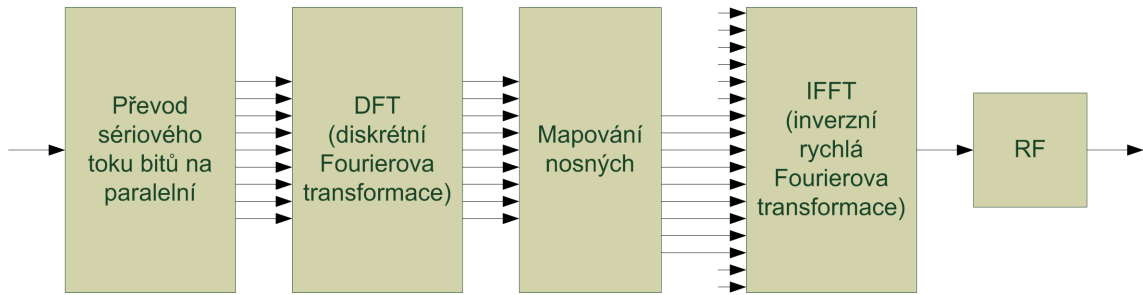 Převod
sériového
toku bitů na
paralelní
DFT
(diskrétní
Fourierova
transformace)
Mapování
nosných
IFFT
(inverzní
rychlá
Fourierova
transformace)
RF